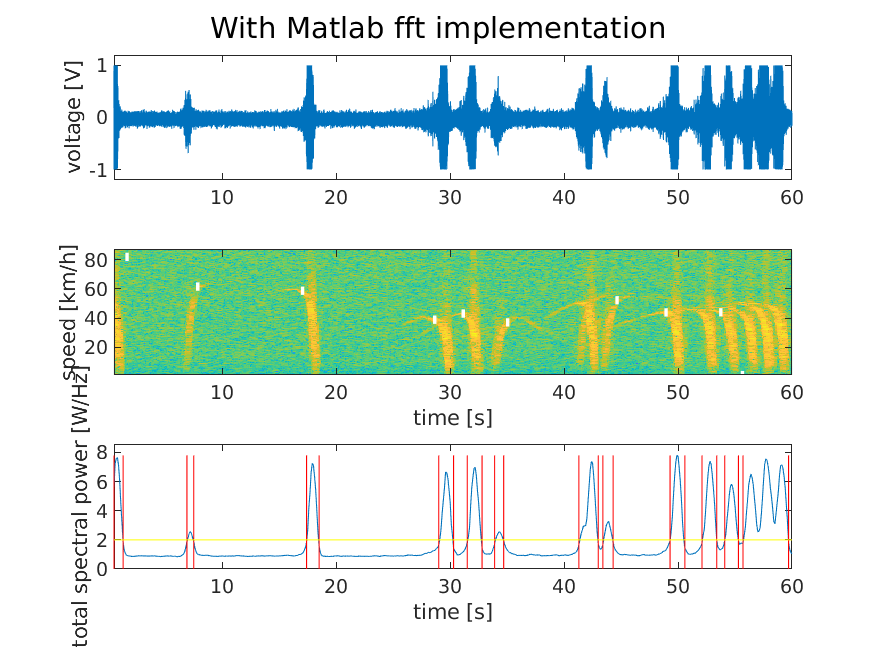 With Matlab fft implementation
voltage [V]
1
0
-1
10 20 30 40 50 60
speed [km/h]
80
60
40
20
10 20 30 40 50 60
time [s]
total spectral power [W/Hz]
8
6
4
2
0
10 20 30 40 50 60
time [s]